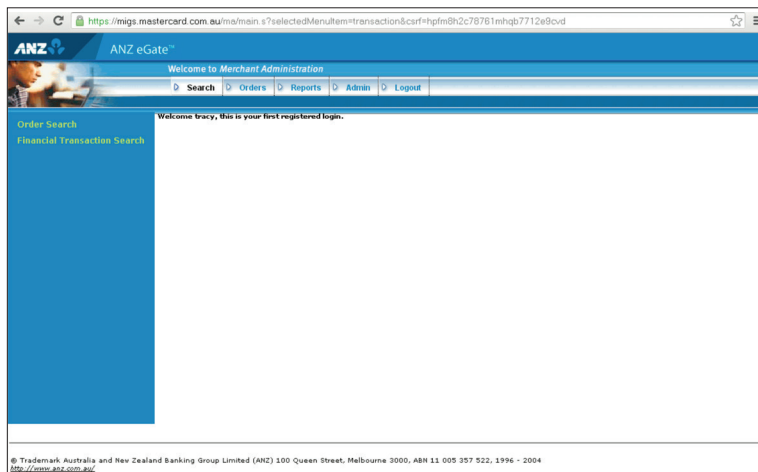 https://migs.mastercard.com.au/ma/main.s?selectedMenuItem=transaction&csrf=hpfm8h2c78761mhqb7712e9cvd
ANZ ANZ eGate™
Welcome to Merchant Administration
Search Orders Reports Admin Logout
Welcome tracy, this is your first registered login.
Order Search
Financial Transaction Search
® Trademark Australia and New Zealand Banking Group Limited (ANZ) 100 Queen Street, Melbourne 3000, ABN 11 005 357 522, 1996 - 2004
http://www.anz.com.au/